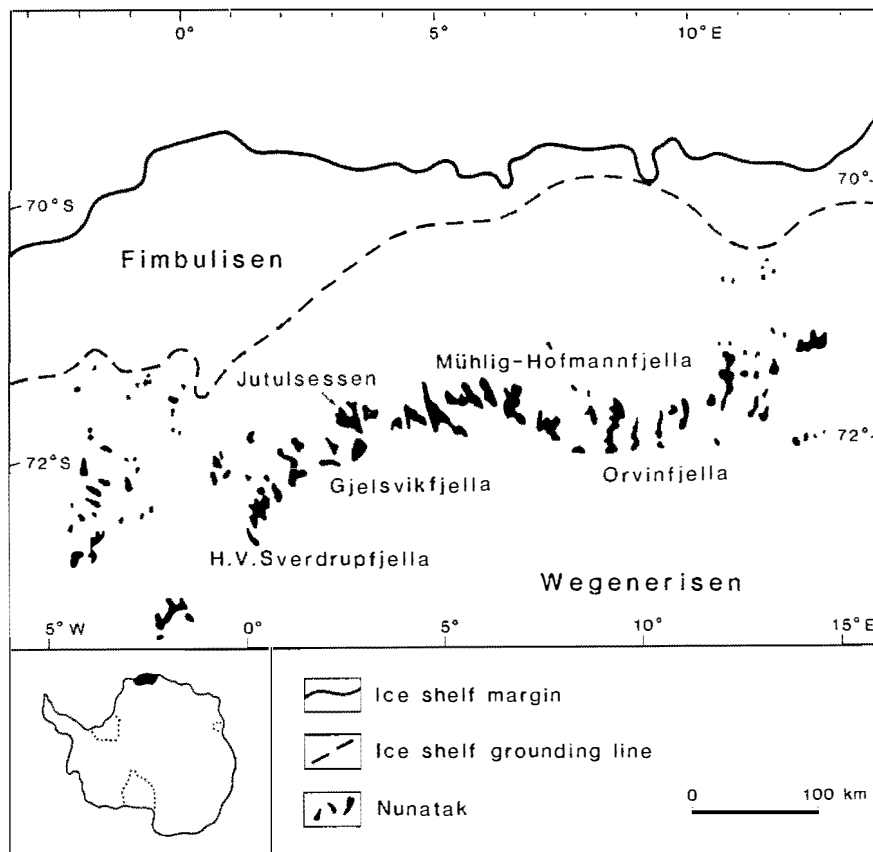 0°
5°
10°E
70°S
70°
Fimbulisen
Mühlig-Hofmannfjella
Jutulsessen
72°S
72°
Gjelsvikfjella
Orvinfjella
H.V.Sverdrupfjella
Wegenerisen
5°W
0°
5°
10°
15°E
Ice shelf margin
Ice shelf grounding line
Nunatak
0
100 km